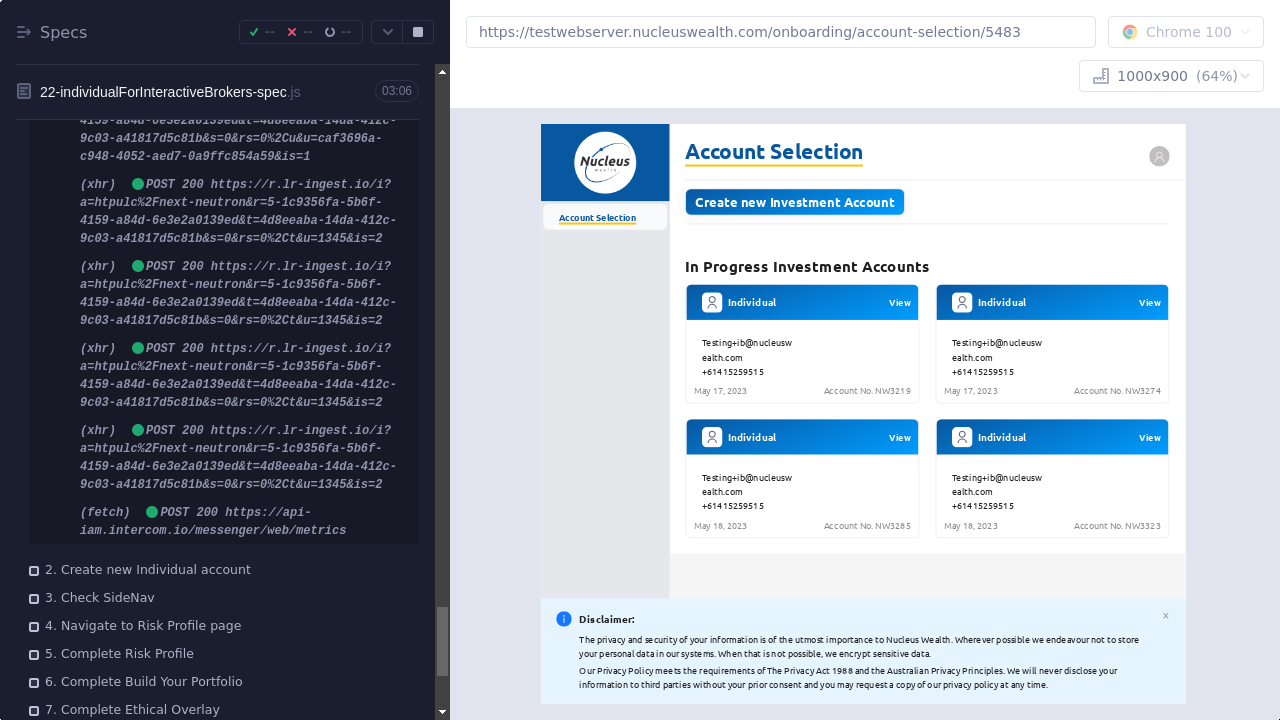 Specs
--
--
--
22-individualForInteractiveBrokers-spec.js
03:06
4159-a84d-6e3e2a0139ed&t=4d8eeaba-14da-412c-
9c03-a41817d5c81b&s=0&rs=0%2Cu&u=caf3696a-
c948-4052-aed7-0a9ffc854a59&is=1
(xhr) POST 200 https://r.lr-ingest.io/i?
a=htpulc%2Fnext-neutron&r=5-1c9356fa-5b6f-
4159-a84d-6e3e2a0139ed&t=4d8eeaba-14da-412c-
9c03-a41817d5c81b&s=0&rs=0%2Ct&u=1345&is=2
(xhr) POST 200 https://r.lr-ingest.io/i?
a=htpulc%2Fnext-neutron&r=5-1c9356fa-5b6f-
4159-a84d-6e3e2a0139ed&t=4d8eeaba-14da-412c-
9c03-a41817d5c81b&s=0&rs=0%2Ct&u=1345&is=2
(xhr) POST 200 https://r.lr-ingest.io/i?
a=htpulc%2Fnext-neutron&r=5-1c9356fa-5b6f-
4159-a84d-6e3e2a0139ed&t=4d8eeaba-14da-412c-
9c03-a41817d5c81b&s=0&rs=0%2Ct&u=1345&is=2
(xhr) POST 200 https://r.lr-ingest.io/i?
a=htpulc%2Fnext-neutron&r=5-1c9356fa-5b6f-
4159-a84d-6e3e2a0139ed&t=4d8eeaba-14da-412c-
9c03-a41817d5c81b&s=0&rs=0%2Ct&u=1345&is=2
(fetch) POST 200 https://api-
iam.intercom.io/messenger/web/metrics
2. Create new Individual account
3. Check SideNav
4. Navigate to Risk Profile page
5. Complete Risk Profile
6. Complete Build Your Portfolio
7. Complete Ethical Overlay
https://testwebserver.nucleuswealth.com/onboarding/account-selection/5483
Chrome 100
1000x900 (64%)
Nucleus
Wealth
Account Selection
Account Selection
Create new Investment Account
In Progress Investment Accounts
Individual
View
Testing+ib@nucleusw
ealth.com
+61415259515
May 17, 2023
Account No. NW3219
Individual
View
Testing+ib@nucleusw
ealth.com
+61415259515
May 17, 2023
Account No. NW3274
Individual
View
Testing+ib@nucleusw
ealth.com
+61415259515
May 18, 2023
Account No. NW3285
Individual
View
Testing+ib@nucleusw
ealth.com
+61415259515
May 18, 2023
Account No. NW3323
Disclaimer:
The privacy and security of your information is of the utmost importance to Nucleus Wealth. Wherever possible we endeavour not to store
your personal data in our systems. When that is not possible, we encrypt sensitive data.
Our Privacy Policy meets the requirements of The Privacy Act 1988 and the Australian Privacy Principles. We will never disclose your
information to third parties without your prior consent and you may request a copy of our privacy policy at any time.